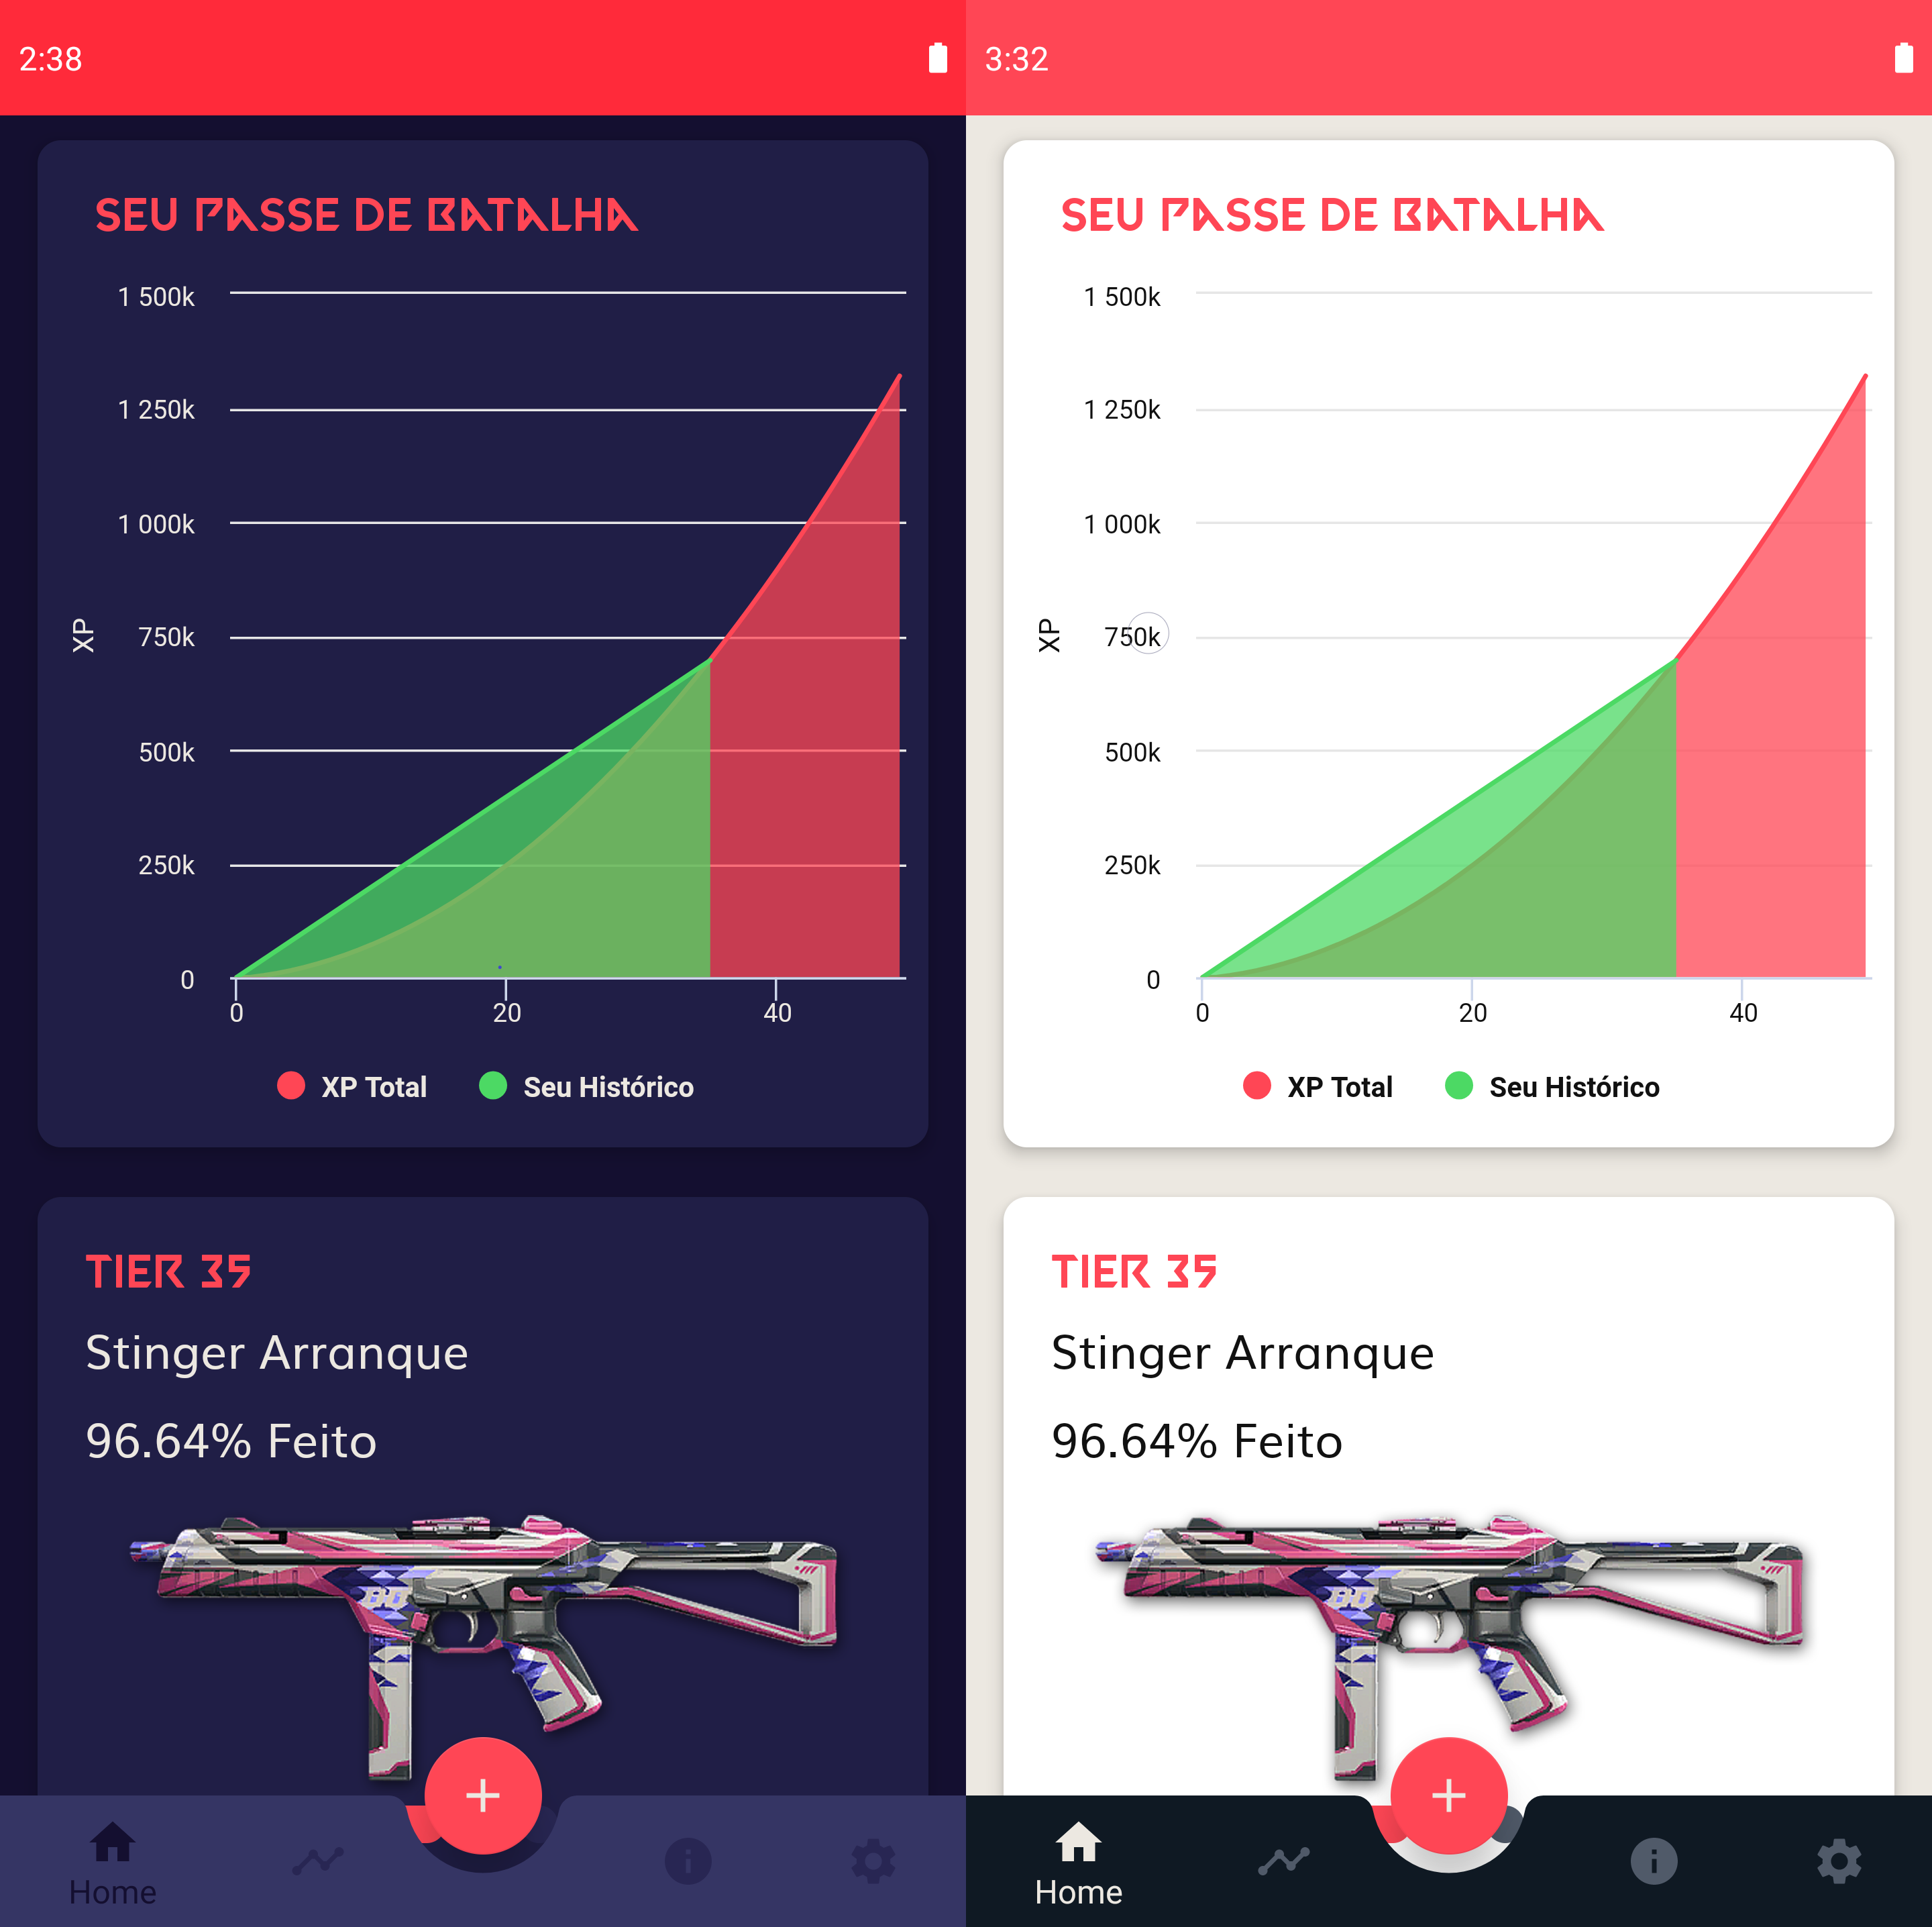 2:38
SEU PASSE DE BATALHA
1 500k
1 250k
1 000k
750k
500k
250k
0
XP
0 20 40
XP Total Seu Histórico
TIER 35
Stinger Arranque
96.64% Feito
+
Home
3:32
SEU PASSE DE BATALHA
1 500k
1 250k
1 000k
750k
500k
250k
0
XP
0 20 40
XP Total Seu Histórico
TIER 35
Stinger Arranque
96.64% Feito
+
Home